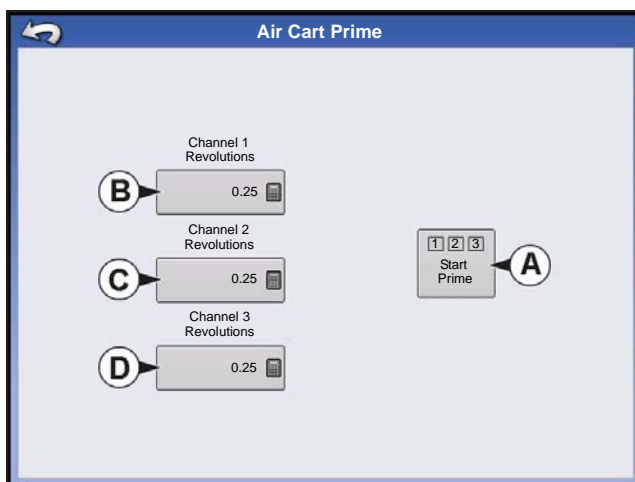 Air Cart Prime
Channel 1
Revolutions
B
0.25
Channel 2
Revolutions
C
0.25
Channel 3
Revolutions
D
0.25
1 2 3
Start
Prime
A